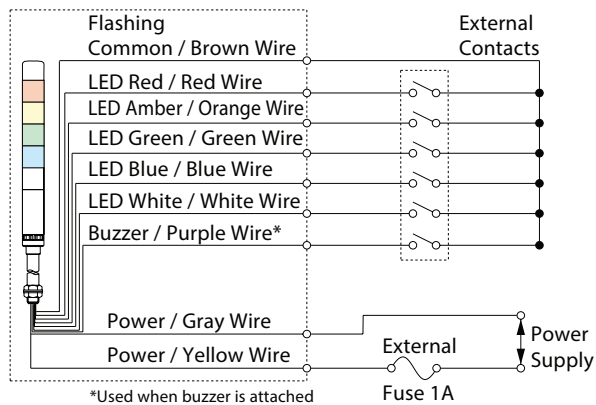 Flashing
Common / Brown Wire
External
Contacts
LED Red / Red Wire
LED Amber / Orange Wire
LED Green / Green Wire
LED Blue / Blue Wire
LED White / White Wire
Buzzer / Purple Wire*
Power / Gray Wire
Power / Yellow Wire
External
Fuse 1A
Power
Supply
*Used when buzzer is attached